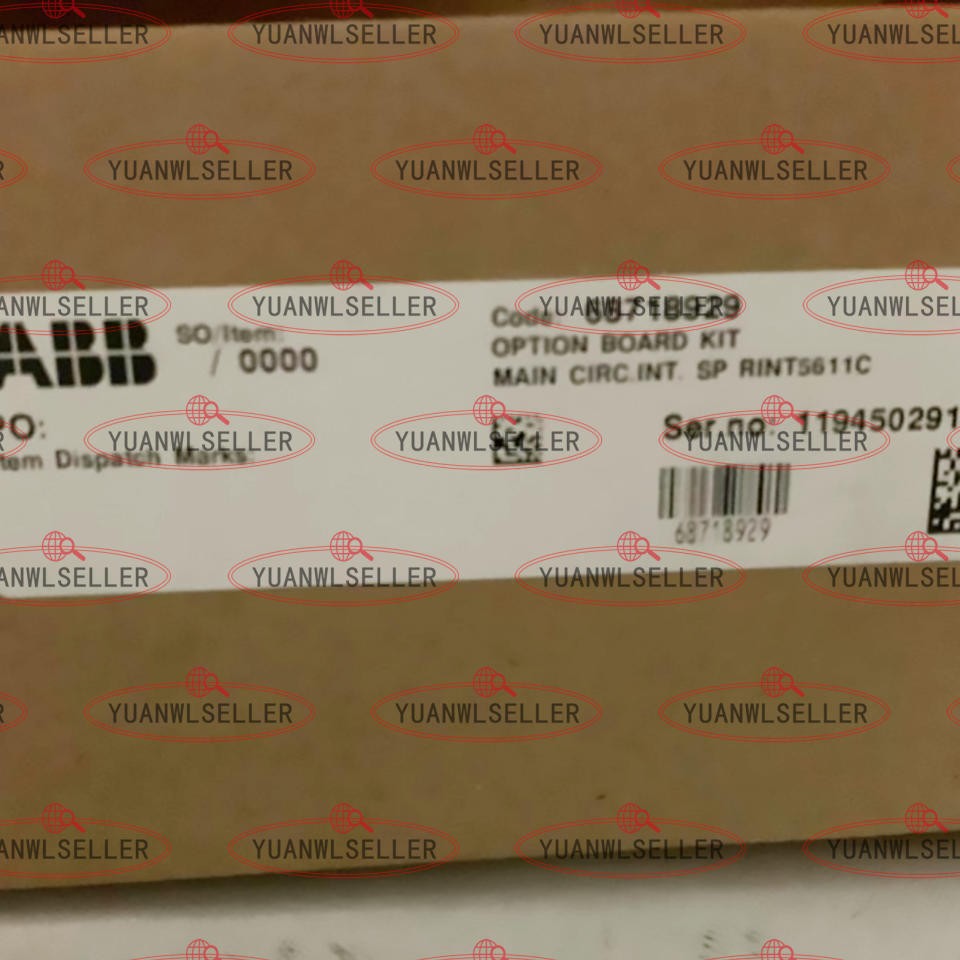 ABB
SO/Item:
/ 0000
PO:
Item Dispatch Marks:
Code 68718929
OPTION BOARD KIT
MAIN CIRC.INT. SP RINT5611C
Ser.no: 119450291
68718929
YUANWLSELLER